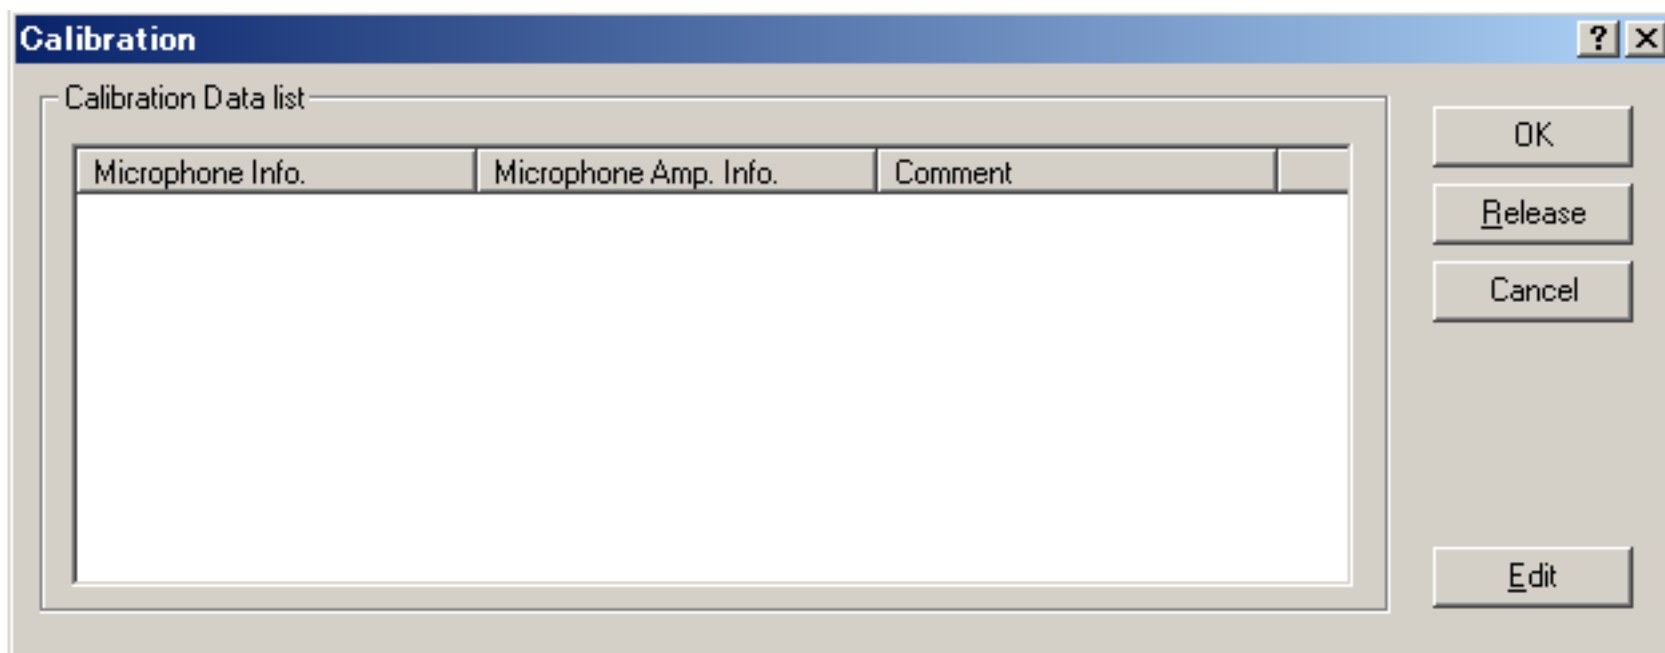 Calibration
Calibration Data list
Microphone Info. Microphone Amp. Info. Comment
OK
Release
Cancel
Edit